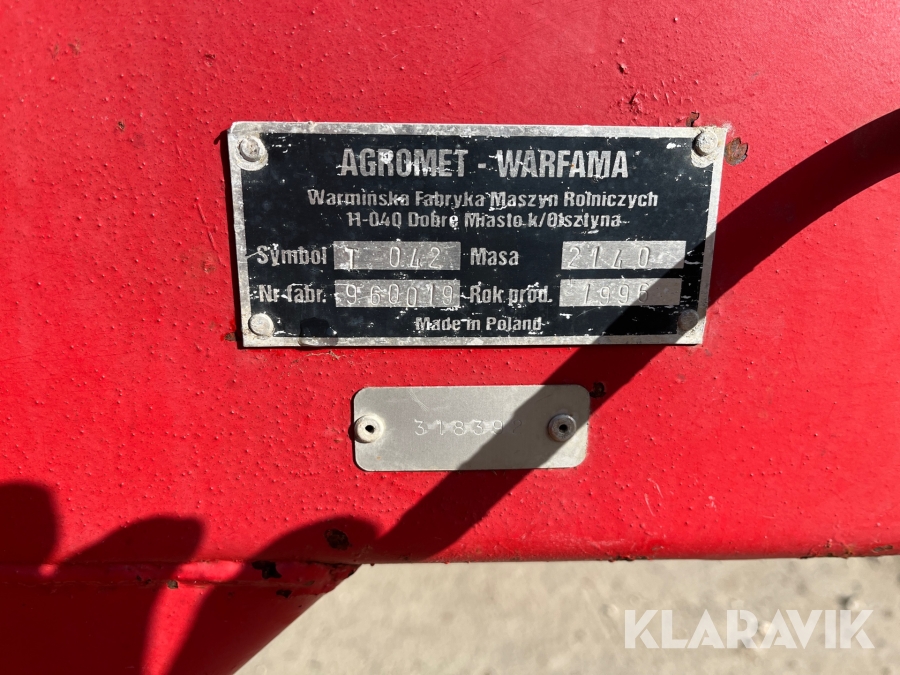 AGROMET - WARFAMA
Warmińska Fabryka Maszyn Rolniczych
11-040 Dobre Miasto k/Olsztyna
Symbol T 042 Masa 2140
Nr fabr. 960019 Rok prod. 1996
Made in Poland
KLARAVIK